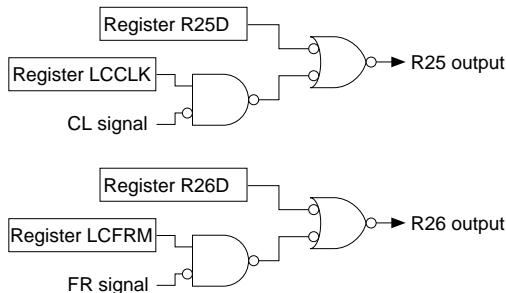 Register R25D
R25 output
Register LCCLK
CL signal
Register R26D
R26 output
Register LCFRM
FR signal